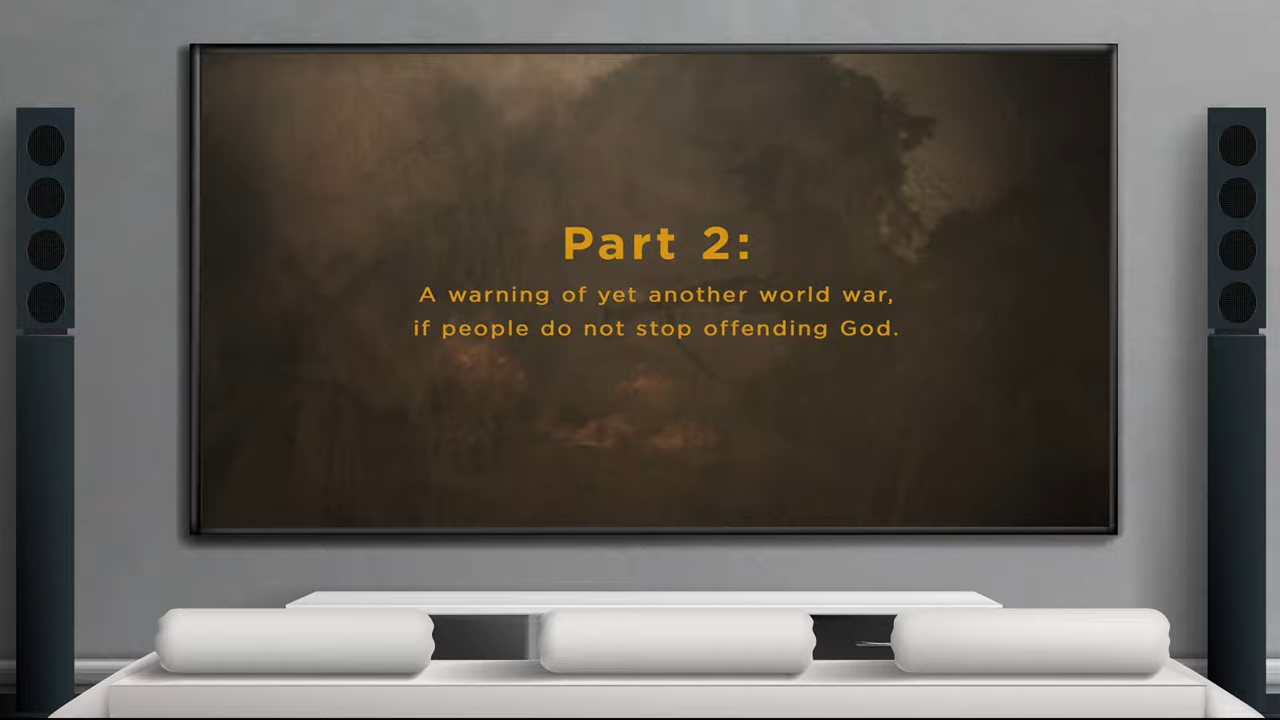 Part 2:
A warning of yet another world war,
if people do not stop offending God.